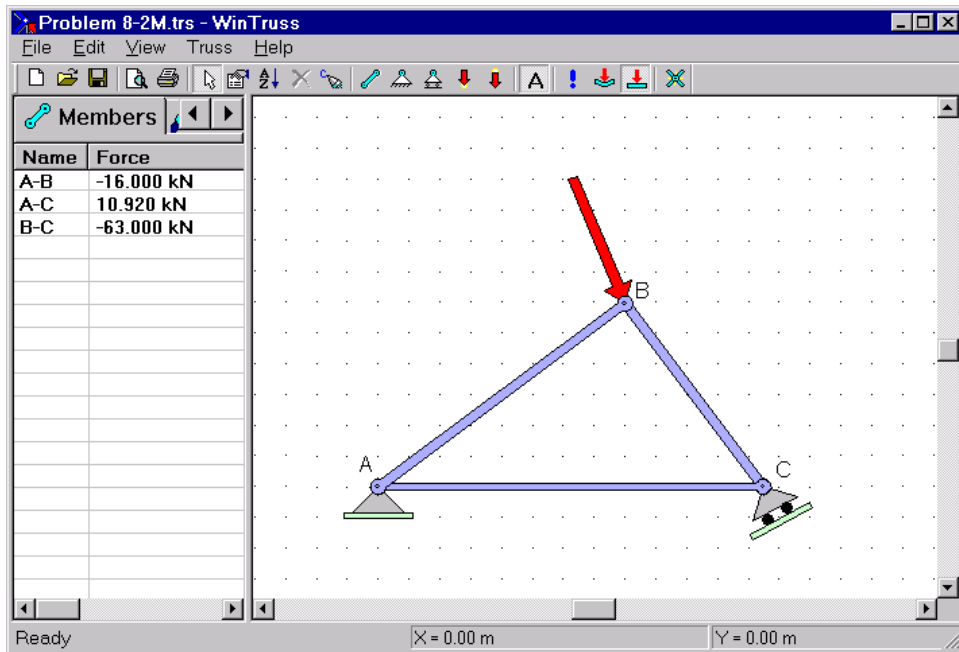 Problem 8-2M.trs - WinTruss
File Edit View Truss Help
A
Members
Name Force
A-B -16.000 kN
A-C 10.920 kN
B-C -63.000 kN
B
A
C
Ready X = 0.00 m Y = 0.00 m